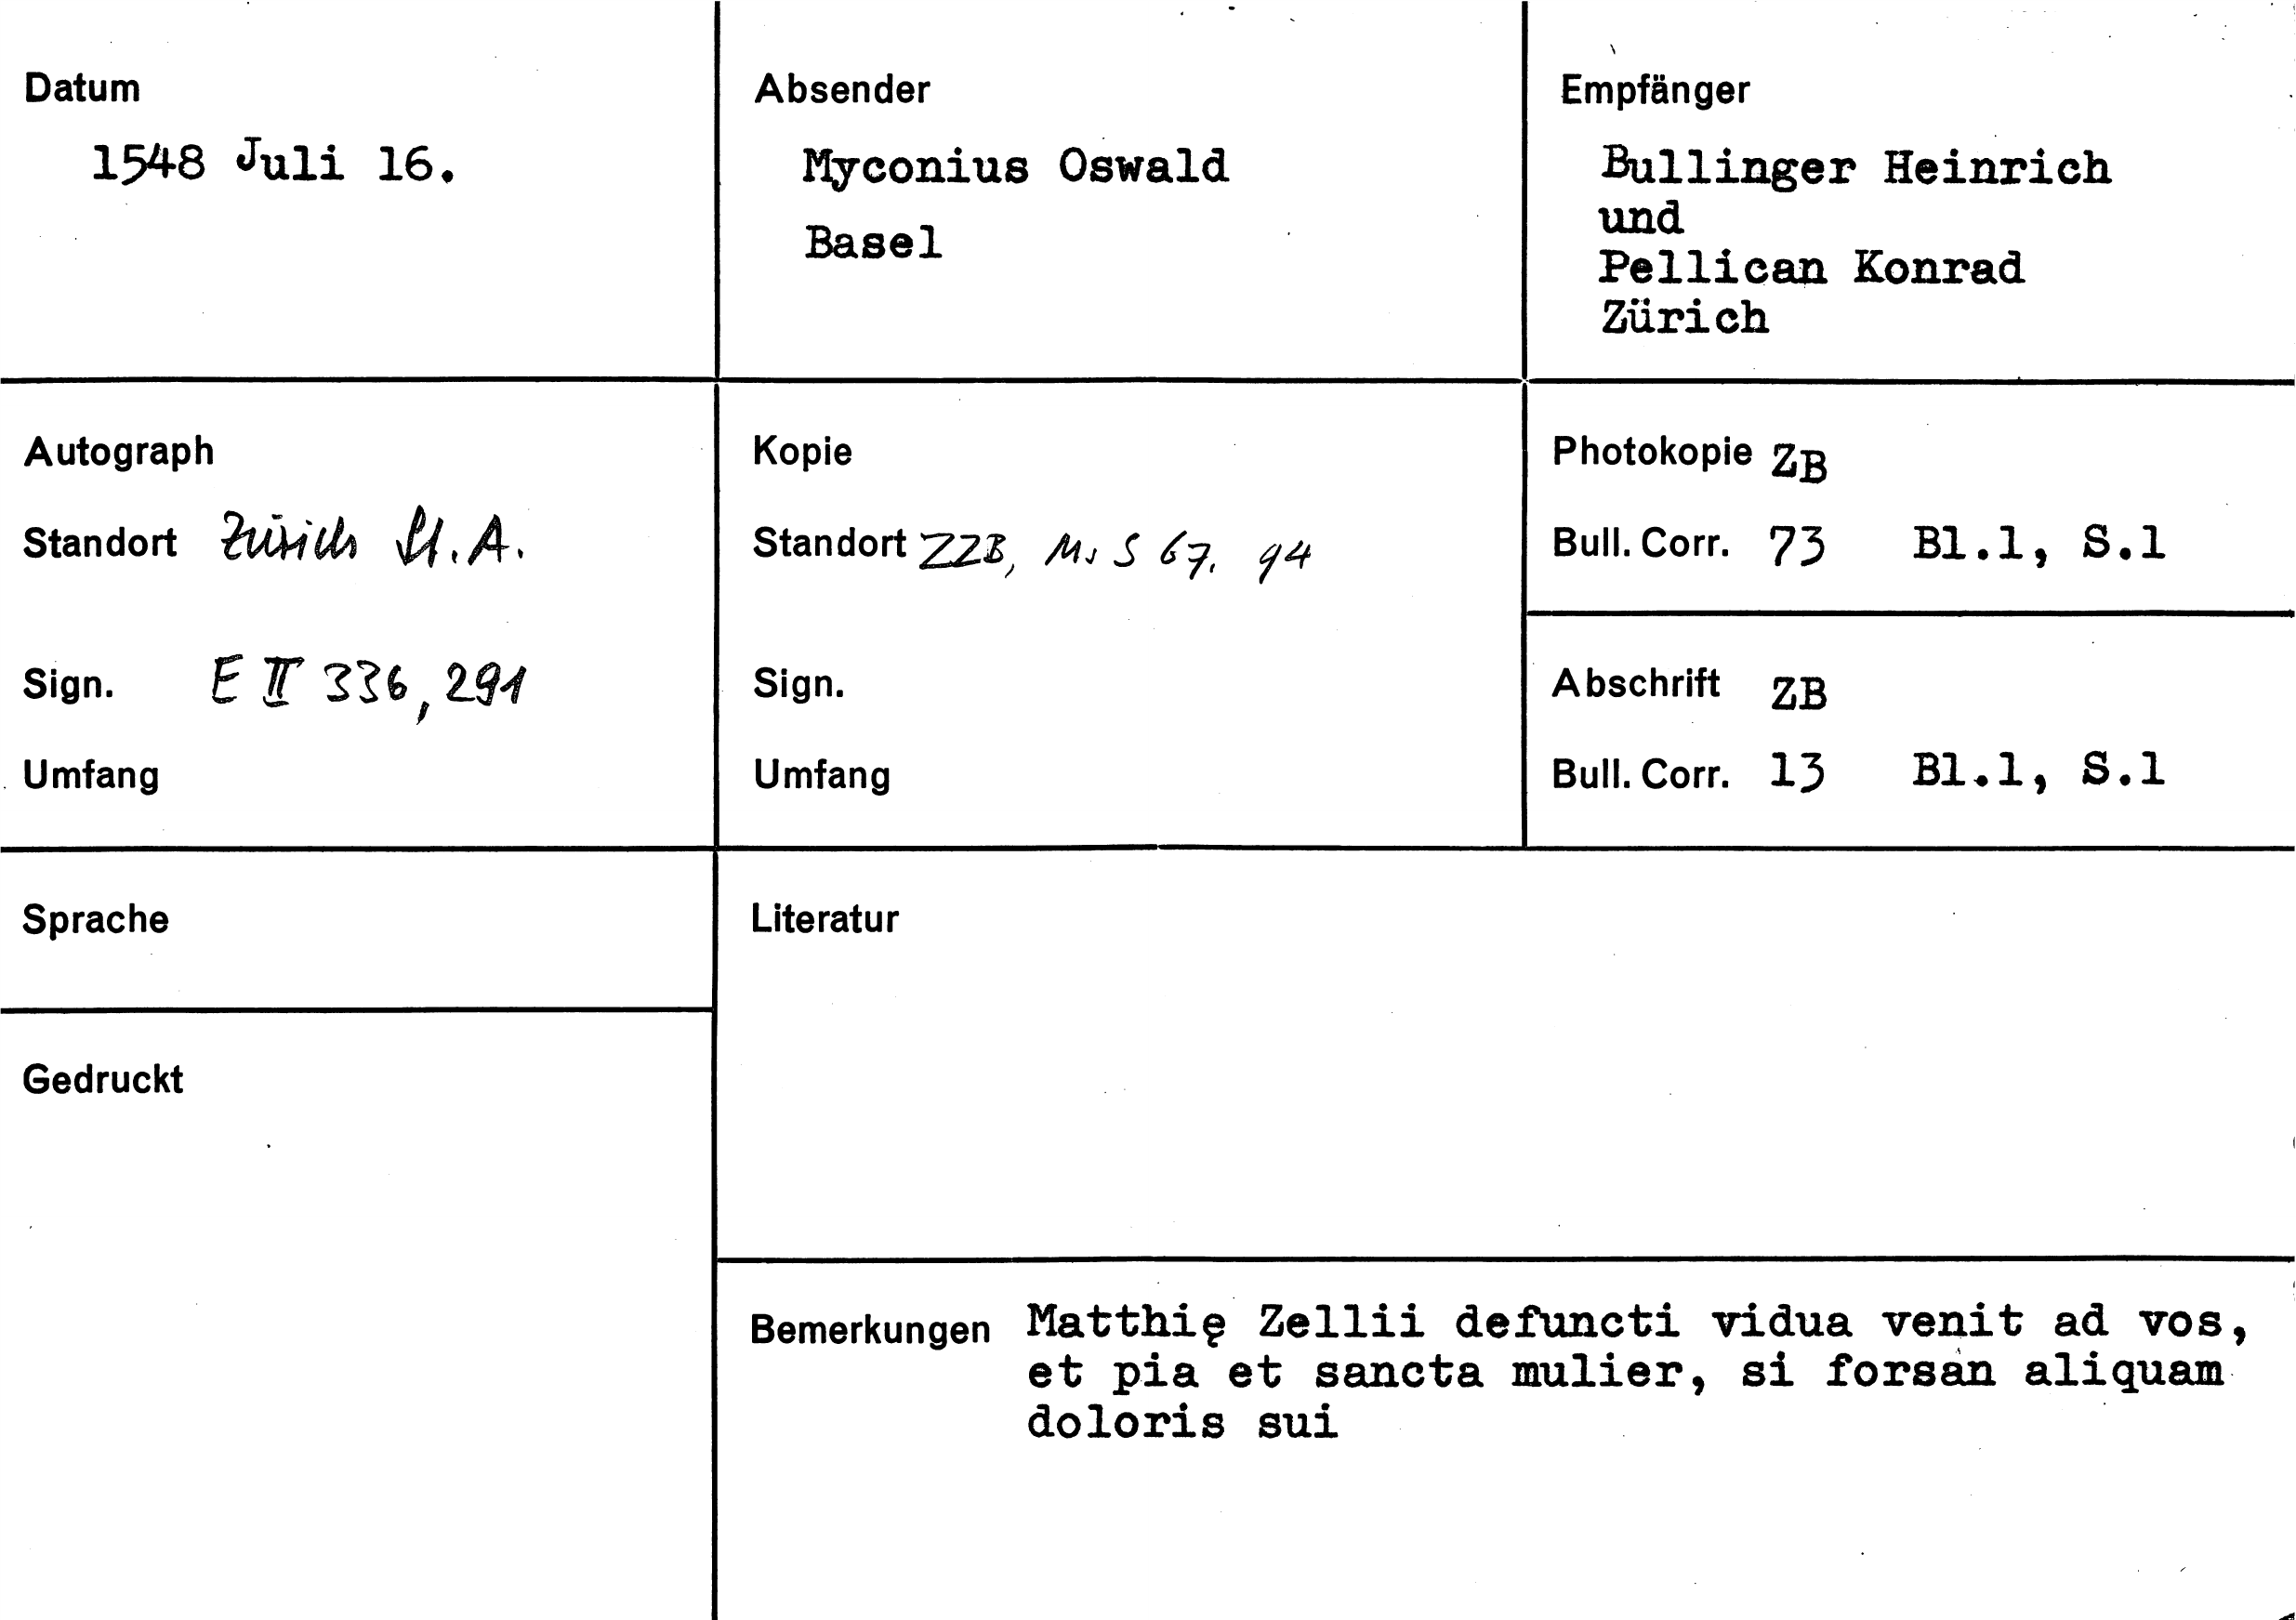 Datum
1548 Juli 16.
Absender
Myconius Oswald
Basel
Empfänger
Bullinger Heinrich
und
Pellican Konrad
Zürich
Autograph
Standort Zürich St.A.
Sign. E II 336, 291
Umfang
Kopie
Standort ZZB, Ms S 67, 94
Sign.
Umfang
Photokopie ZB
Bull. Corr. 73 Bl.1, S.1
Abschrift ZB
Bull. Corr. 13 Bl.1, S.1
Sprache
Gedruckt
Literatur
Bemerkungen Matthię Zellii defuncti vidua venit ad vos,
et pia et sancta mulier, si forsan aliquam
doloris sui